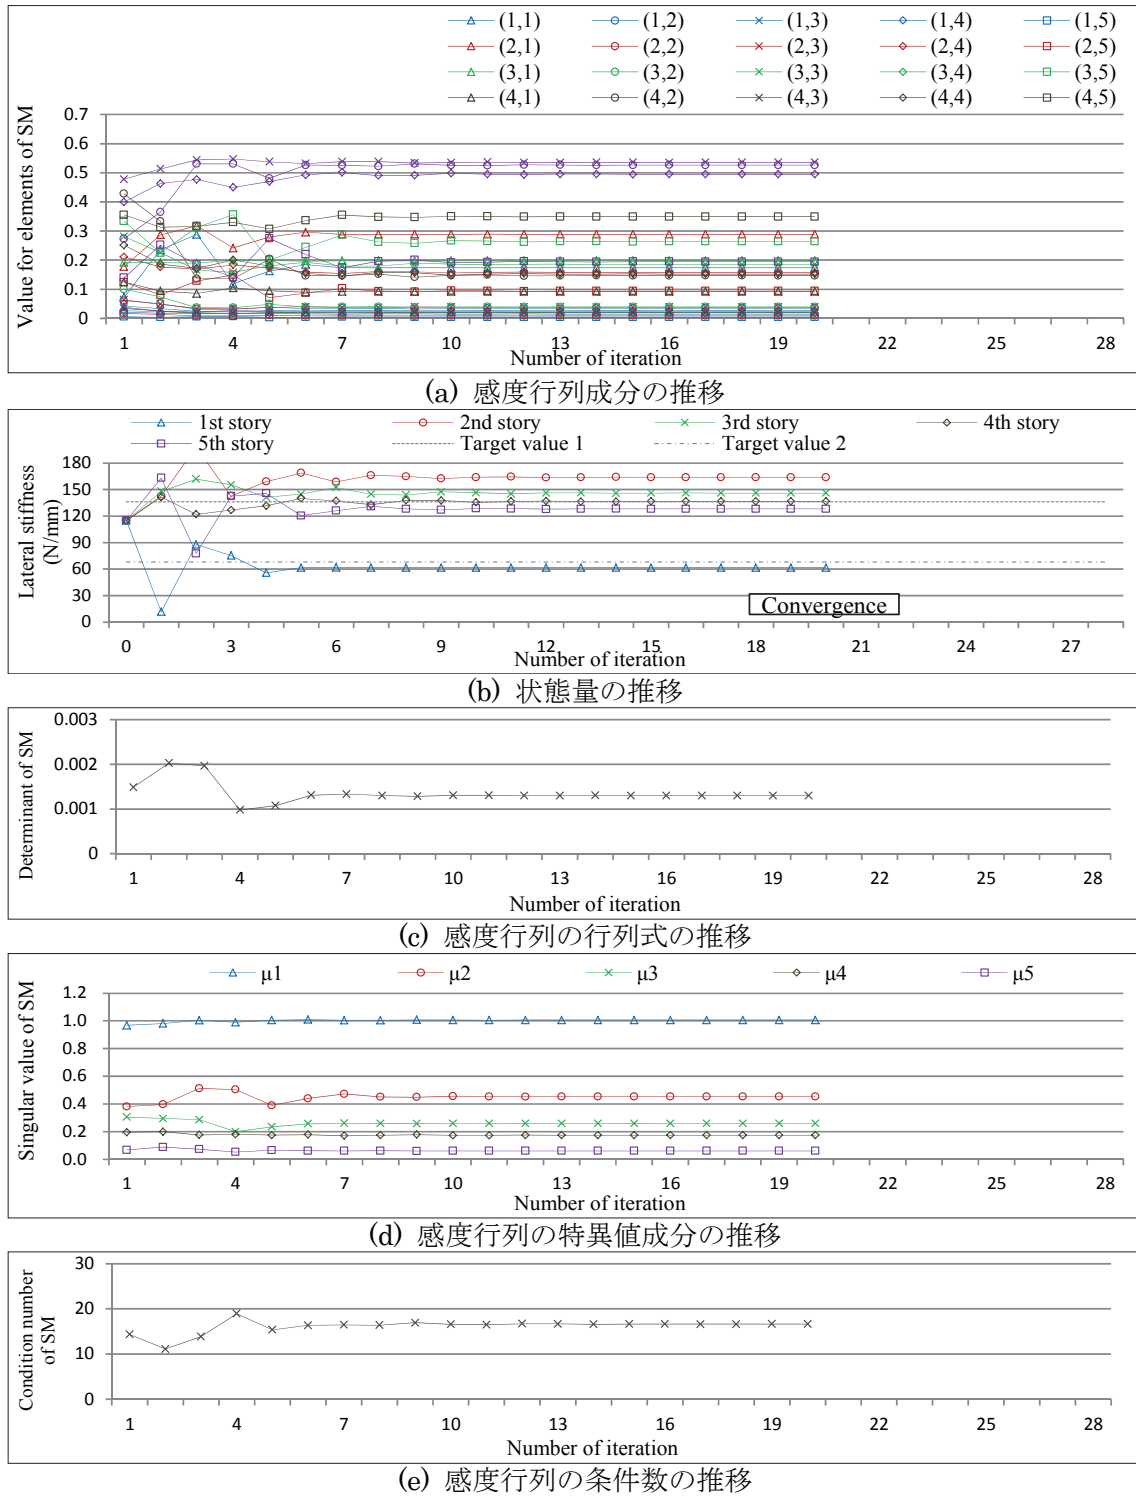 (1,1) (1,2) (1,3) (1,4) (1,5)
(2,1) (2,2) (2,3) (2,4) (2,5)
(3,1) (3,2) (3,3) (3,4) (3,5)
(4,1) (4,2) (4,3) (4,4) (4,5)
Value for elements of SM
0.7
0.6
0.5
0.4
0.3
0.2
0.1
0
1 4 7 10 13 16 19 22 25 28
Number of iteration
(a) 感度行列成分の推移
1st story 2nd story 3rd story 4th story
5th story Target value 1 Target value 2
Lateral stiffness
(N/mm)
180
150
120
90
60
30
0
Convergence
0 3 6 9 12 15 18 21 24 27
Number of iteration
(b) 状態量の推移
Determinant of SM
0.003
0.002
0.001
0
1 4 7 10 13 16 19 22 25 28
Number of iteration
(c) 感度行列の行列式の推移
μ1 μ2 μ3 μ4 μ5
Singular value of SM
1.2
1.0
0.8
0.6
0.4
0.2
0.0
1 4 7 10 13 16 19 22 25 28
Number of iteration
(d) 感度行列の特異値成分の推移
Condition number
of SM
30
20
10
0
1 4 7 10 13 16 19 22 25 28
Number of iteration
(e) 感度行列の条件数の推移